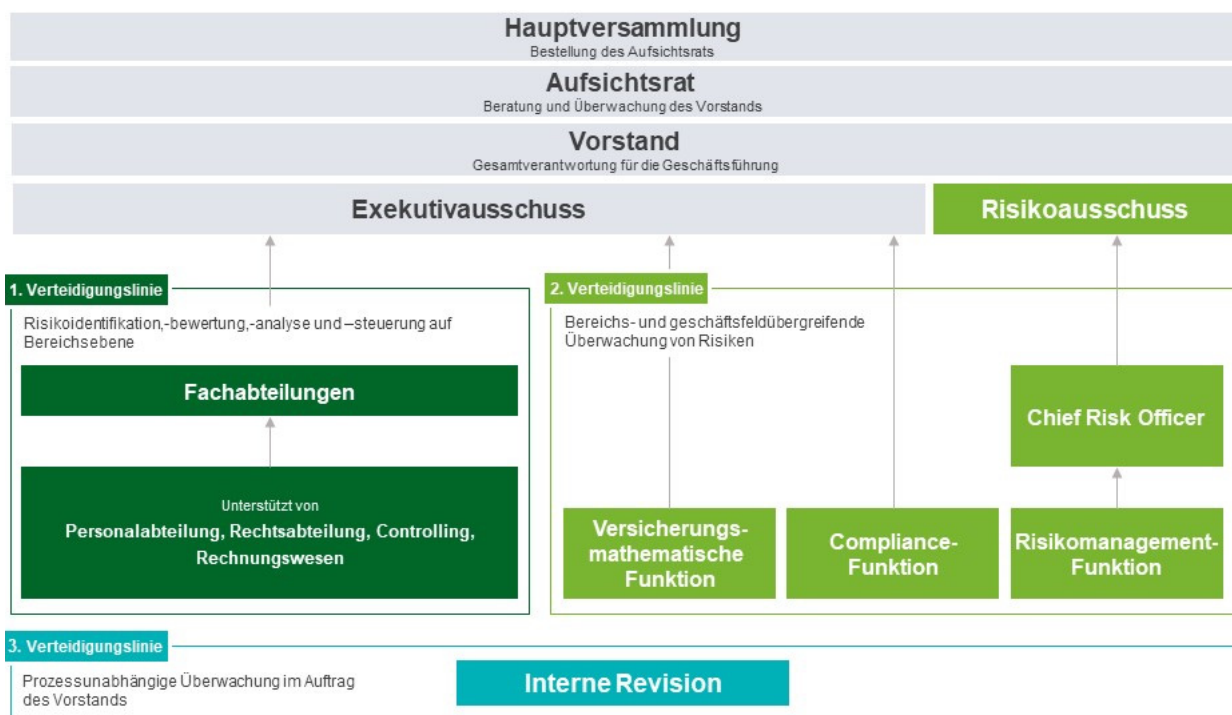 Hauptversammlung
Bestellung des Aufsichtsrats
Aufsichtsrat
Beratung und Überwachung des Vorstands
Vorstand
Gesamtverantwortung für die Geschäftsführung
Exekutivausschuss
Risikoausschuss
1. Verteidigungslinie
Risikoidentifikation,-bewertung,-analyse und –steuerung auf
Bereichsebene
Fachabteilungen
Unterstützt von
Personalabteilung, Rechtsabteilung, Controlling,
Rechnungswesen
2. Verteidigungslinie
Bereichs- und geschäftsfeldübergreifende
Überwachung von Risiken
Chief Risk Officer
Versicherungs-
mathematische
Funktion
Compliance-
Funktion
Risikomanagement-
Funktion
3. Verteidigungslinie
Prozessunabhängige Überwachung im Auftrag
des Vorstands
Interne Revision